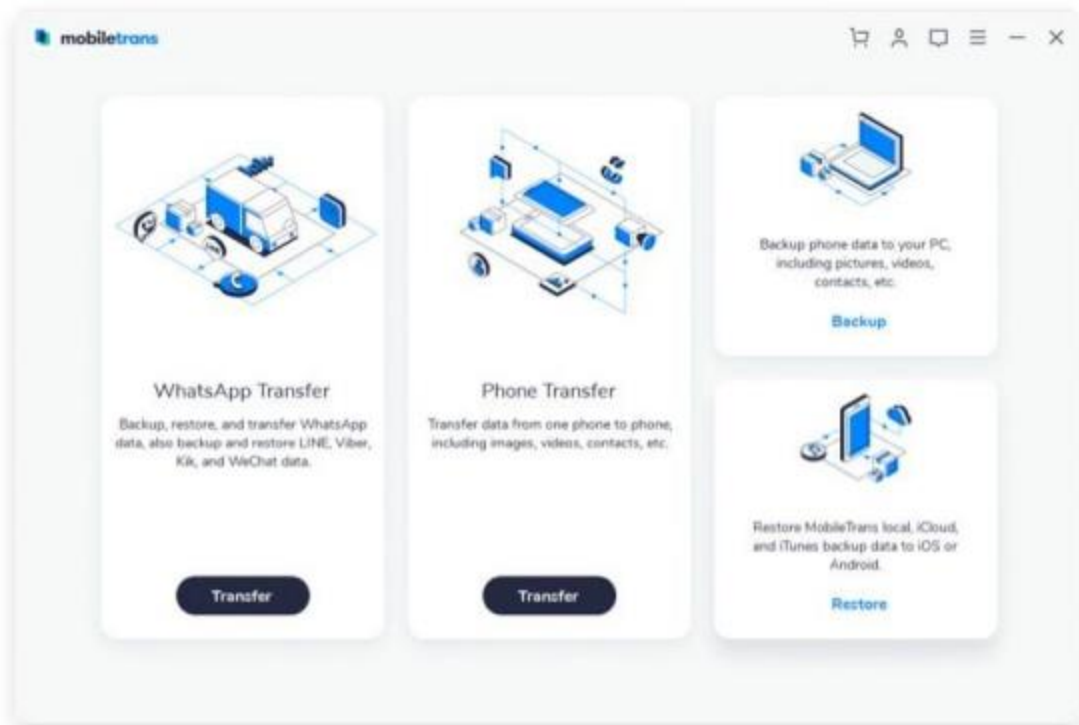 mobiletrans
WhatsApp Transfer
Backup, restore, and transfer WhatsApp
data, also backup and restore LINE, Viber,
Kik, and WeChat data.
Transfer
Phone Transfer
Transfer data from one phone to phone,
including images, videos, contacts, etc.
Transfer
Backup phone data to your PC,
including pictures, videos,
contacts, etc.
Backup
Restore MobileTrans local, iCloud,
and iTunes backup data to iOS or
Android.
Restore